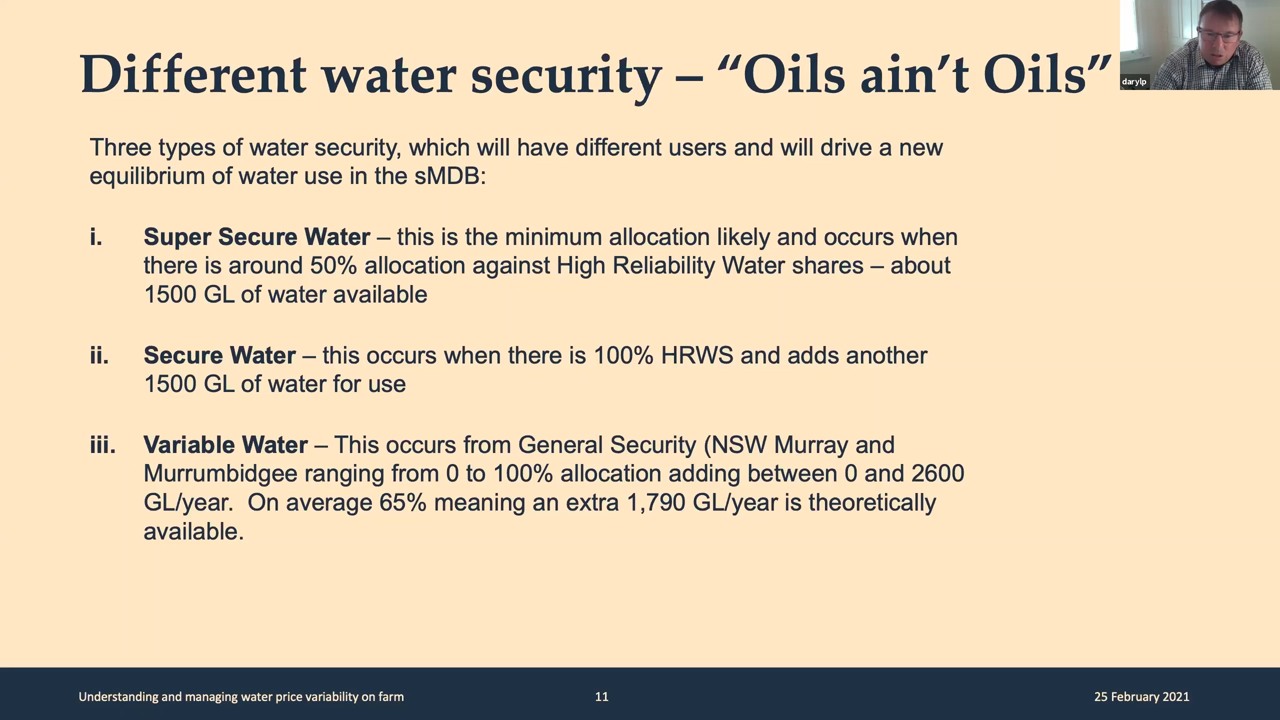 Different water security – “Oils ain’t Oils”
darylp
Three types of water security, which will have different users and will drive a new
equilibrium of water use in the sMDB:
i. Super Secure Water – this is the minimum allocation likely and occurs when
there is around 50% allocation against High Reliability Water shares – about
1500 GL of water available
ii. Secure Water – this occurs when there is 100% HRWS and adds another
1500 GL of water for use
iii. Variable Water – This occurs from General Security (NSW Murray and
Murrumbidgee ranging from 0 to 100% allocation adding between 0 and 2600
GL/year. On average 65% meaning an extra 1,790 GL/year is theoretically
available.
Understanding and managing water price variability on farm
11
25 February 2021